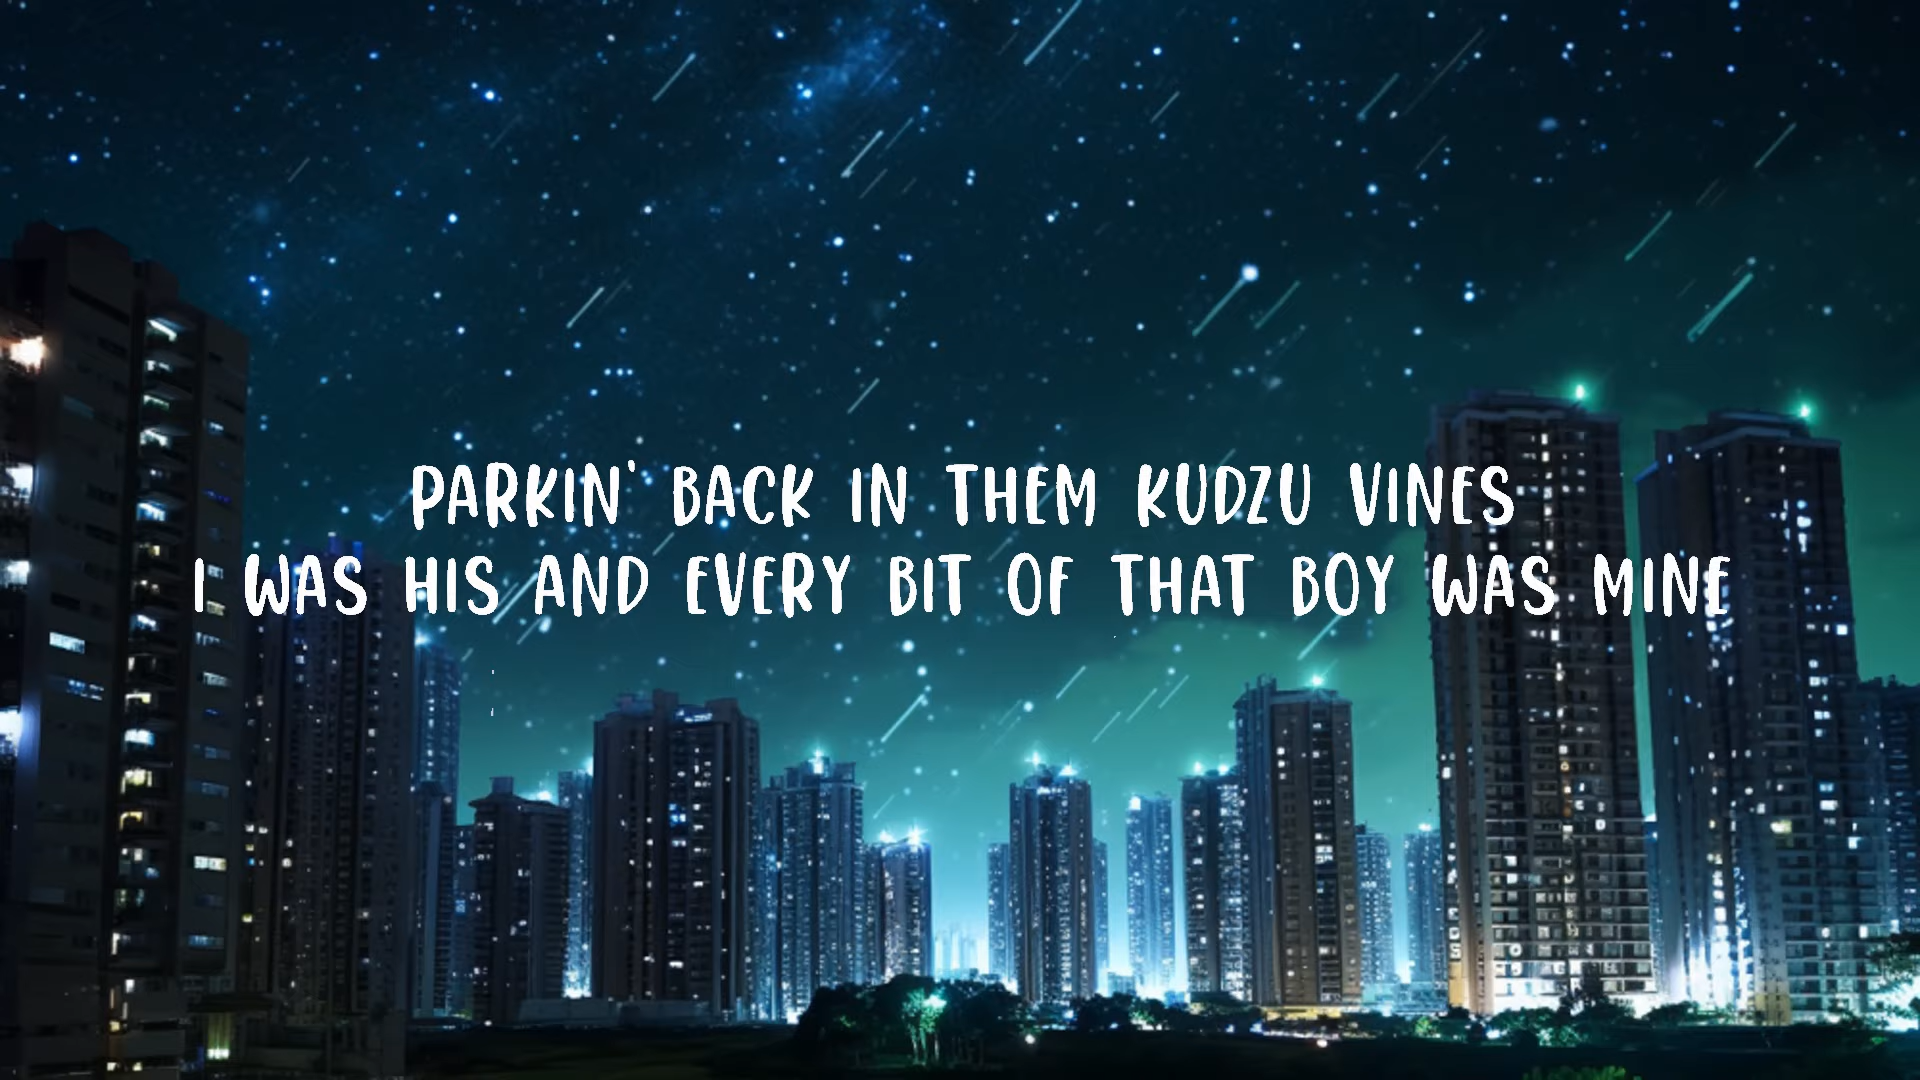 PARKIN' BACK IN THEM KUDZU VINES
I WAS HIS AND EVERY BIT OF THAT BOY WAS MINE